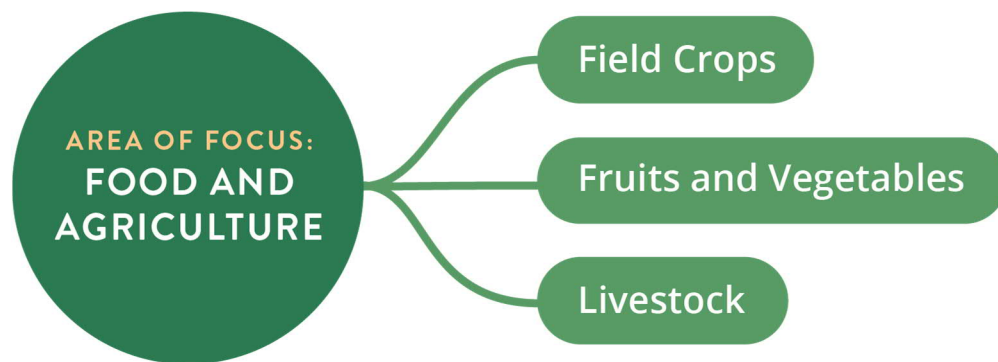 AREA OF FOCUS:
FOOD AND
AGRICULTURE
Field Crops
Fruits and Vegetables
Livestock